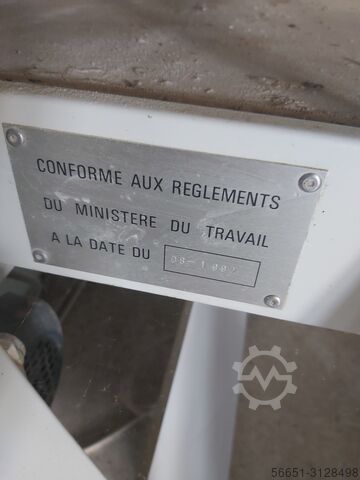 CONFORME AUX REGLEMENTS
DU MINISTERE DU TRAVAIL
A LA DATE DU
56651-3128498